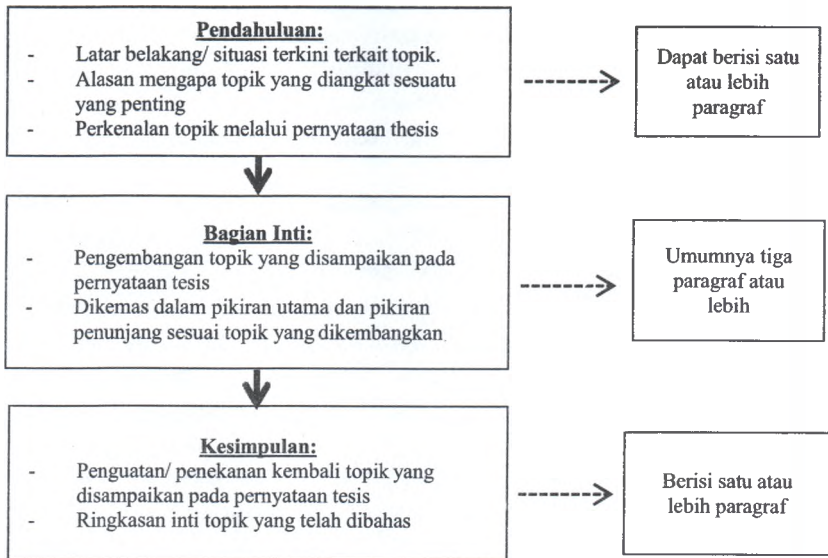 Pendahuluan:
- Latar belakang/ situasi terkini terkait topik.
- Alasan mengapa topik yang diangkat sesuatu
yang penting
- Perkenalan topik melalui pernyataan thesis
Dapat berisi satu
atau lebih
paragraf
Bagian Inti:
- Pengembangan topik yang disampaikan pada
pernyataan tesis
- Dikemas dalam pikiran utama dan pikiran
penunjang sesuai topik yang dikembangkan
Umumnya tiga
paragraf atau
lebih
Kesimpulan:
- Penguatan/ penekanan kembali topik yang
disampaikan pada pernyataan tesis
- Ringkasan inti topik yang telah dibahas
Berisi satu atau
lebih paragraf